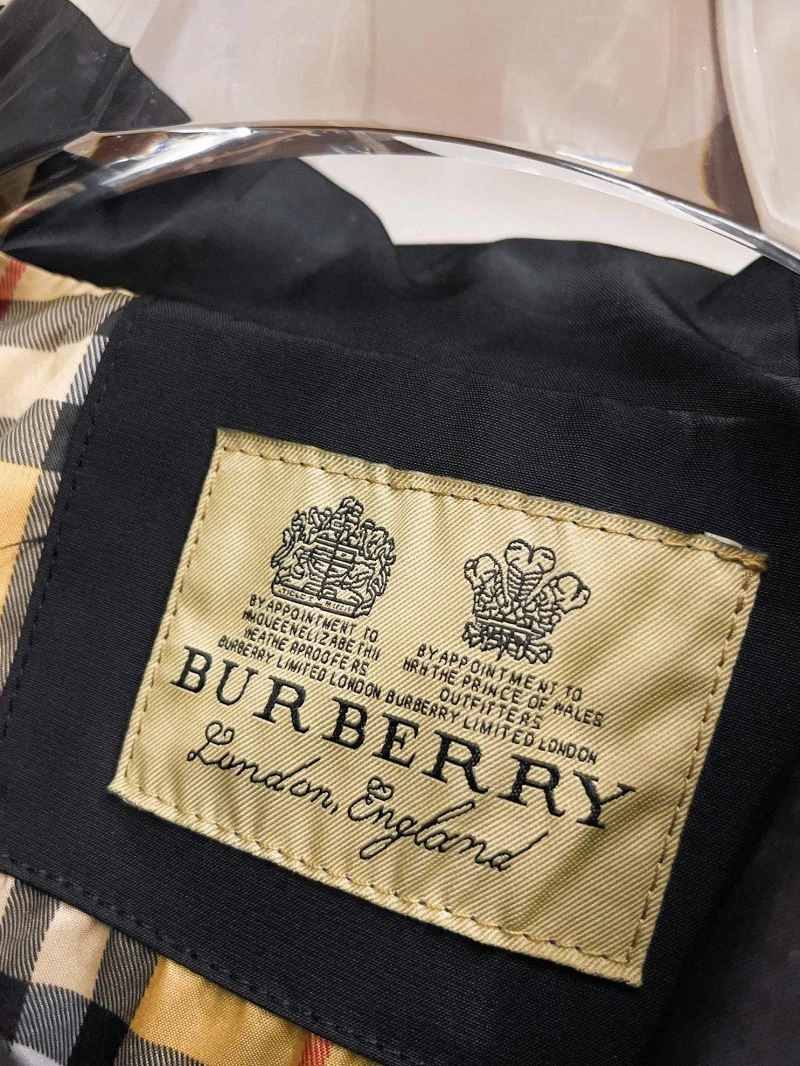 BY APPOINTMENT TO
HMQUEENELIZABETHII
WEATHE RPROOFERS
BURBERRY LIMITED LONDON
BY APPOINTMENT TO
HRH THE PRINCE OF WALES
OUTFITTERS
BURBERRY LIMITED LONDON
BURBERRY
London, England